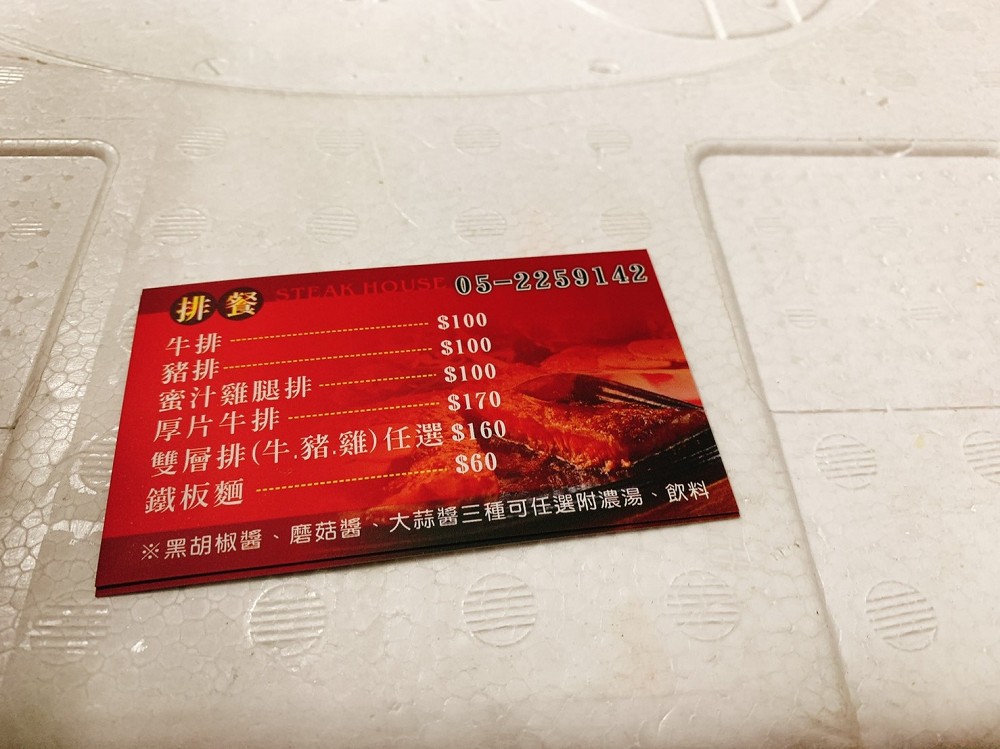 排餐 STEAK HOUSE 05-2259142
牛排 $100
豬排 $100
蜜汁雞腿排 $100
厚片牛排 $170
雙層排(牛.豬.雞)任選 $160
鐵板麵 $60
※黑胡椒醬、磨菇醬、大蒜醬三種可任選附濃湯、飲料